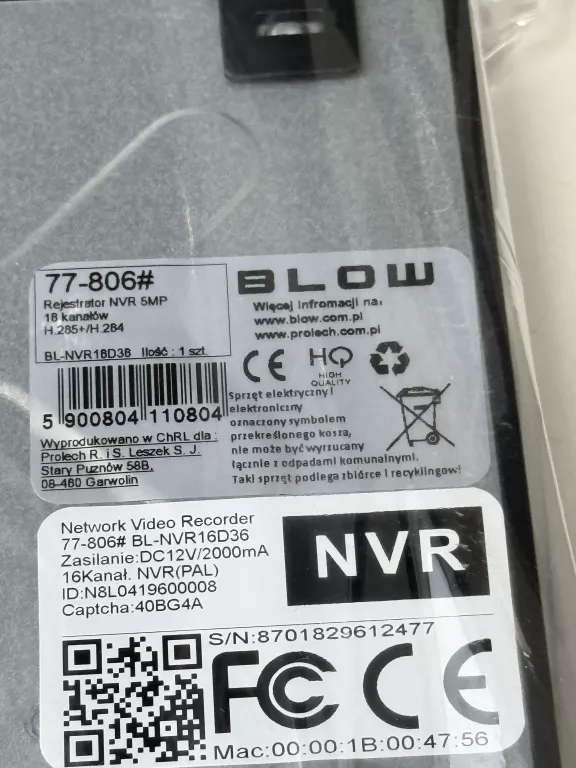 77-806#
Rejestrator NVR 5MP
16 kanałów
H.265+/H.264
BL-NVR16D36 Ilość : 1 szt.
5 900804 110804
Wyprodukowano w ChRL dla :
Prolech R. i S. Leszek S. J.
Stary Puznów 58B,
08-460 Garwolin
BLOW
Więcej infromacji na:
www.blow.com.pl
www.prolech.com.pl
CE HQ
HIGH
QUALITY
Sprzęt elektryczny i
elektroniczny
oznaczony symbolem
przekreślonego kosza,
nie może być wyrzucany
łącznie z odpadami komunalnymi.
Taki sprzęt podlega zbiórce i recyklingowi!
Network Video Recorder
77-806# BL-NVR16D36
Zasilanie:DC12V/2000mA
16Kanał. NVR(PAL)
ID:N8L0419600008
Captcha:40BG4A
NVR
S/N:8701829612477
FC CE
Mac:00:00:1B:00:47:56